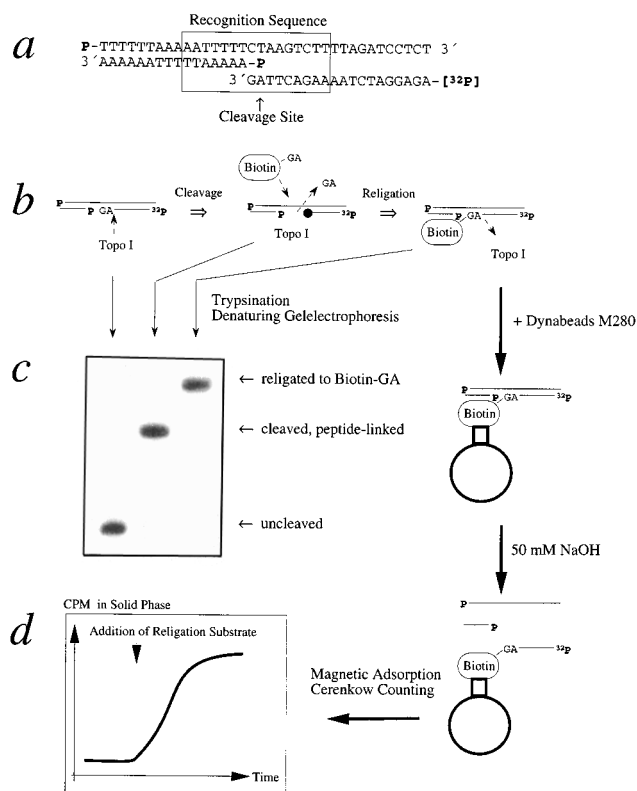 a
Recognition Sequence
P-TTTTTTAAAAATTTTTCTAAGTCTTTTAGATCCTCT 3´
3´AAAAAATTTTTAAAAA-P
3´GATTCAGAAAATCTAGGAGA-[32P]
↑
Cleavage Site
b
P
P GA 32P
Topo I
Cleavage
⇒
Biotin GA
GA
P
P 32P
Topo I
Religation
⇒
P
P GA 32P
Biotin
Topo I
Trypsination
Denaturing Gelelectrophoresis
+ Dynabeads M280
c
← religated to Biotin-GA
← cleaved, peptide-linked
← uncleaved
P
P GA 32P
Biotin
50 mM NaOH
P
P
GA 32P
Biotin
d
CPM in Solid Phase
Addition of Religation Substrate
Time
Magnetic Adsorption
Cerenkow Counting